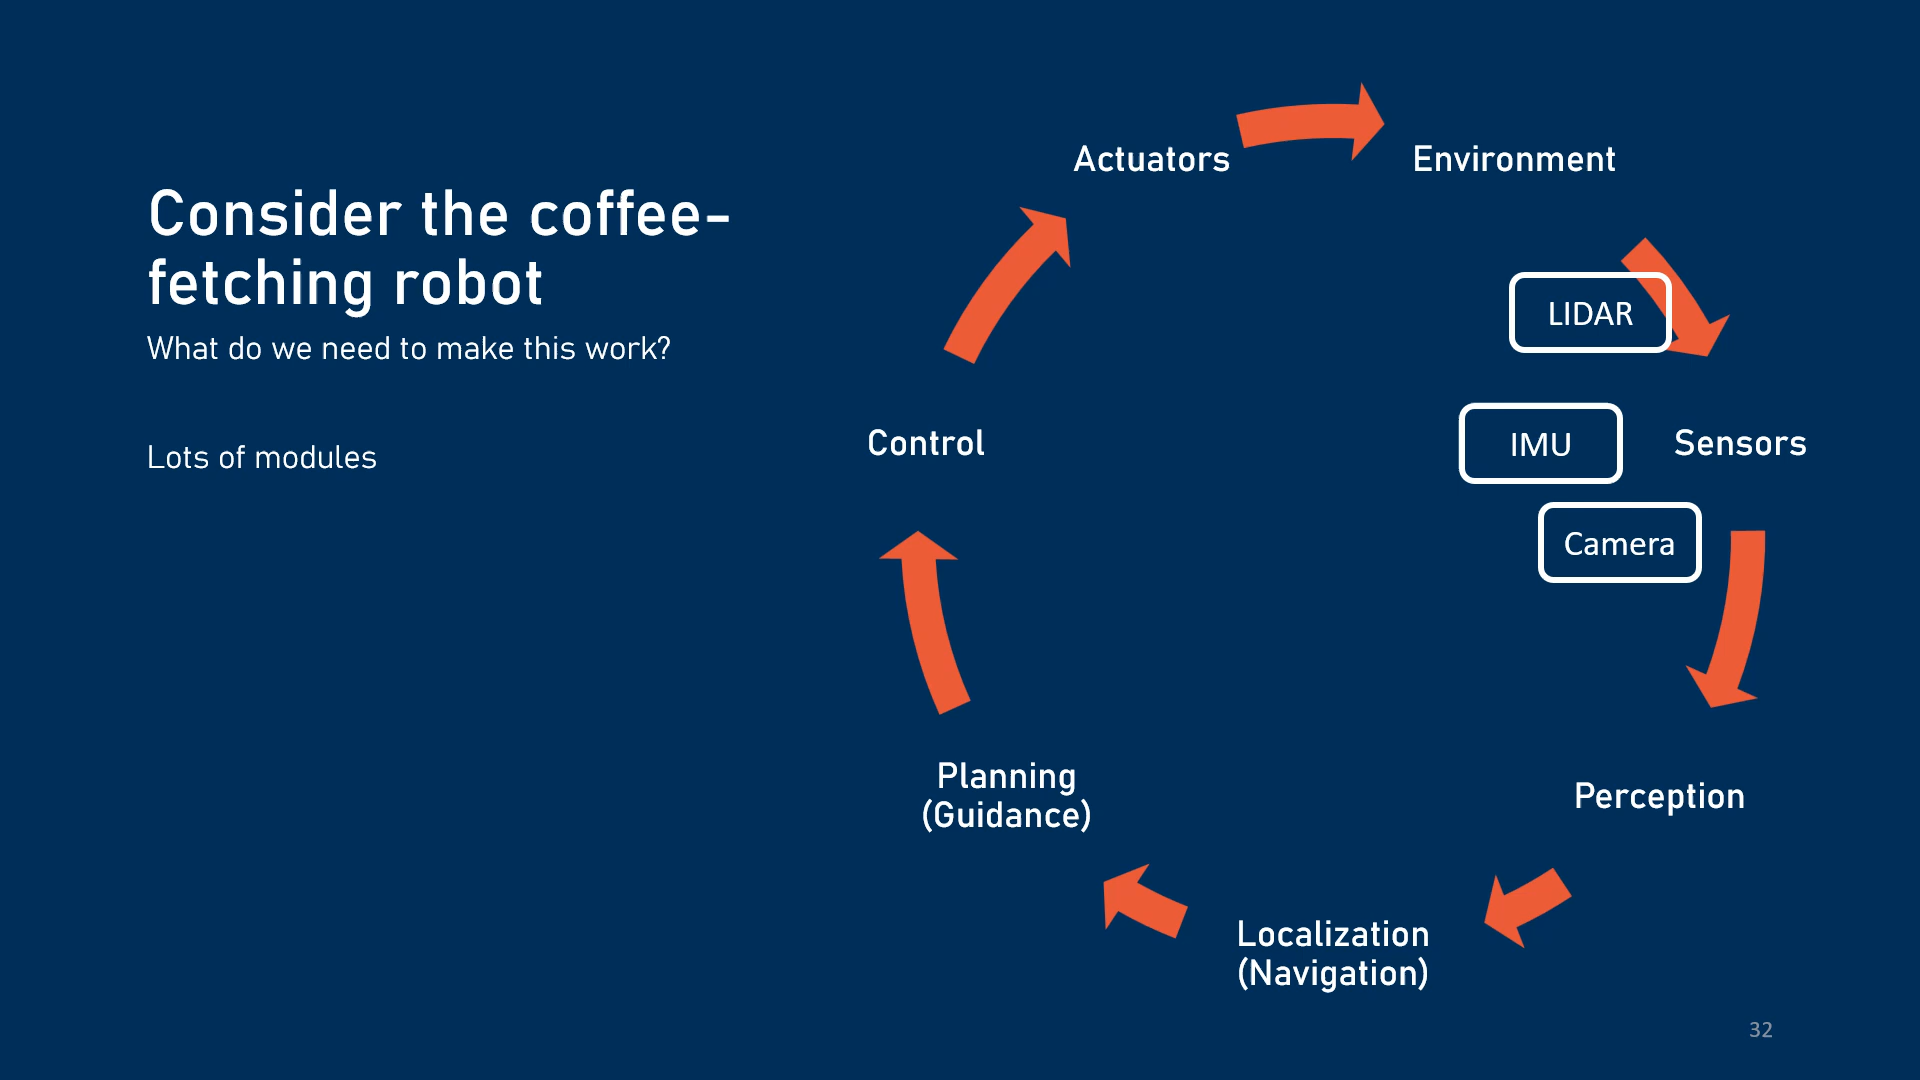 Consider the coffee-
fetching robot
What do we need to make this work?
Lots of modules
Actuators
Environment
LIDAR
Control
IMU
Sensors
Camera
Planning
(Guidance)
Perception
Localization
(Navigation)
32